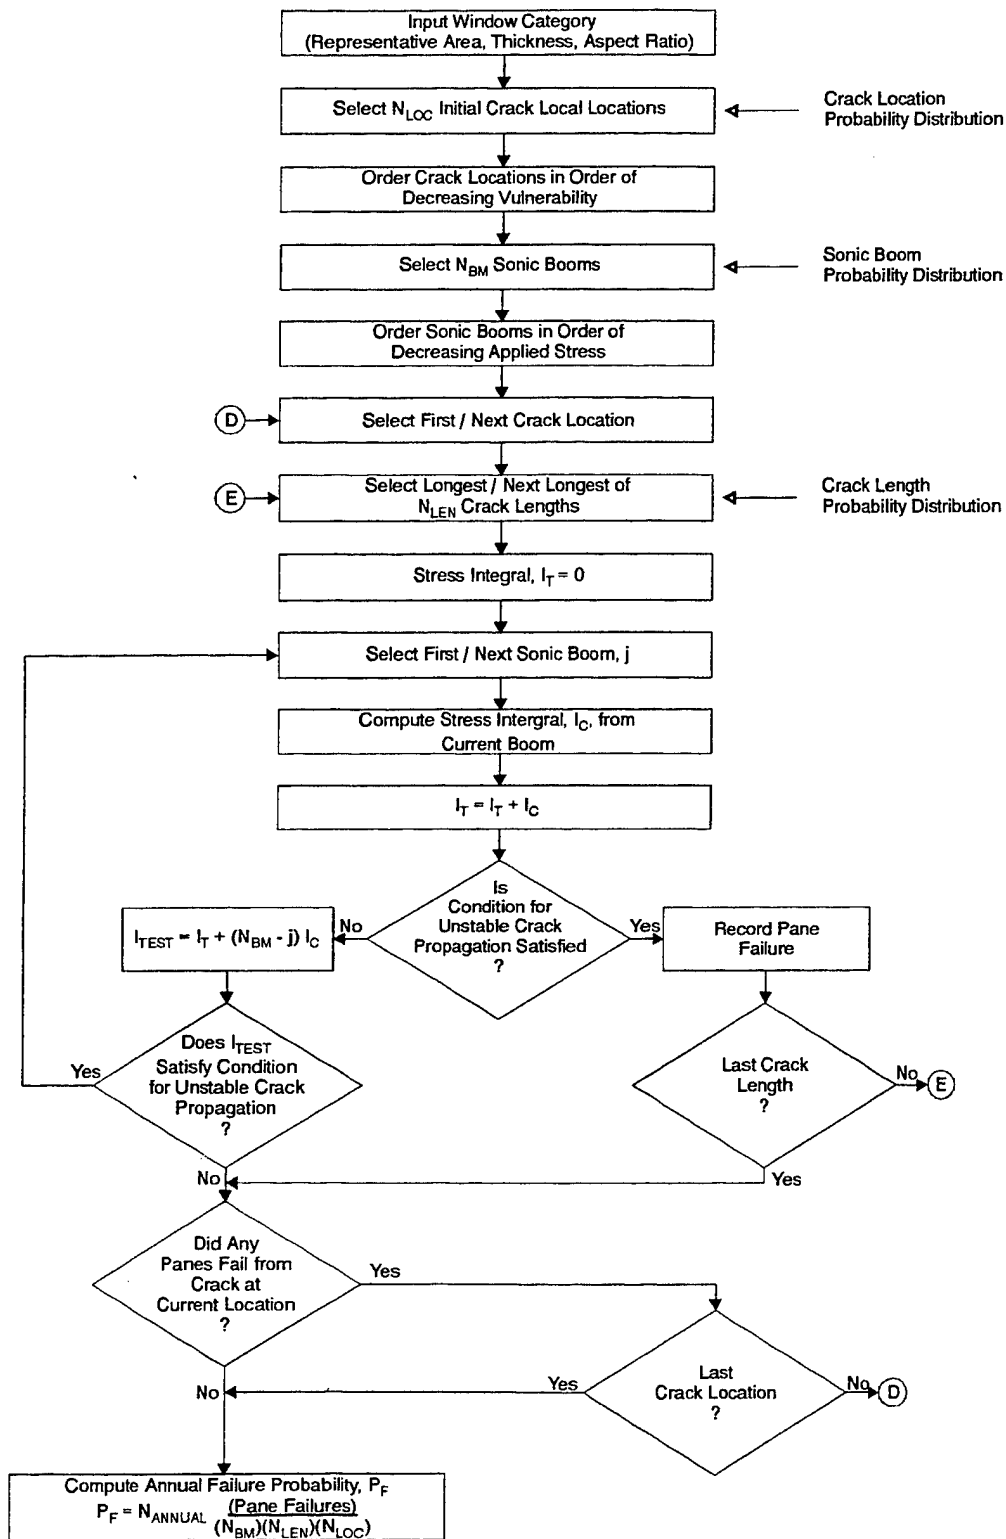 Input Window Category
(Representative Area, Thickness, Aspect Ratio)
Select N_LOC Initial Crack Local Locations
Crack Location
Probability Distribution
Order Crack Locations in Order of
Decreasing Vulnerability
Select N_BM Sonic Booms
Sonic Boom
Probability Distribution
Order Sonic Booms in Order of
Decreasing Applied Stress
D
Select First / Next Crack Location
E
Select Longest / Next Longest of
N_LEN Crack Lengths
Crack Length
Probability Distribution
Stress Integral, I_T = 0
Select First / Next Sonic Boom, j
Compute Stress Intergral, I_C, from
Current Boom
I_T = I_T + I_C
Is
Condition for
Unstable Crack
Propagation Satisfied
?
No
Yes
I_TEST = I_T + (N_BM - j) I_C
Record Pane
Failure
Does I_TEST
Satisfy Condition
for Unstable Crack
Propagation
?
Yes
No
Last Crack
Length
?
No
E
Yes
Did Any
Panes Fail from
Crack at
Current Location
?
Yes
No
Last
Crack Location
?
Yes
No
D
Compute Annual Failure Probability, P_F
P_F = N_ANNUAL (Pane Failures)
(N_BM)(N_LEN)(N_LOC)